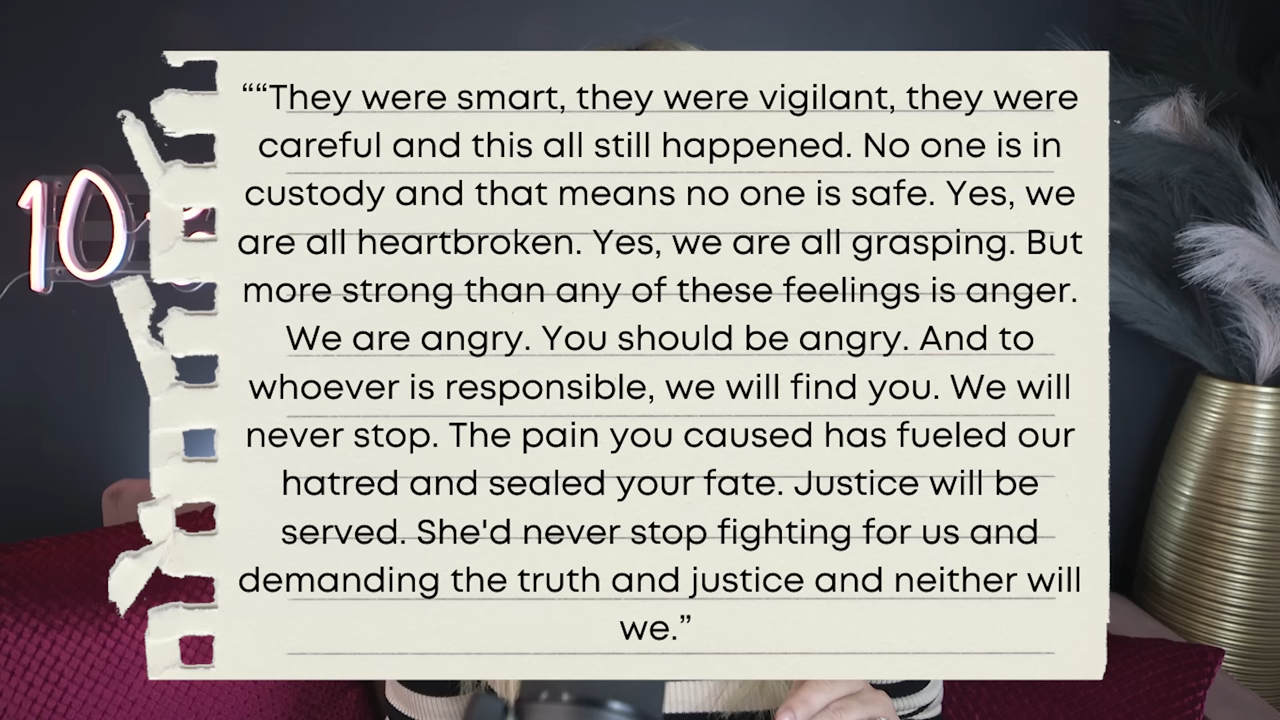 ““They were smart, they were vigilant, they were
careful and this all still happened. No one is in
custody and that means no one is safe. Yes, we
are all heartbroken. Yes, we are all grasping. But
more strong than any of these feelings is anger.
We are angry. You should be angry. And to
whoever is responsible, we will find you. We will
never stop. The pain you caused has fueled our
hatred and sealed your fate. Justice will be
served. She'd never stop fighting for us and
demanding the truth and justice and neither will
we.”
10